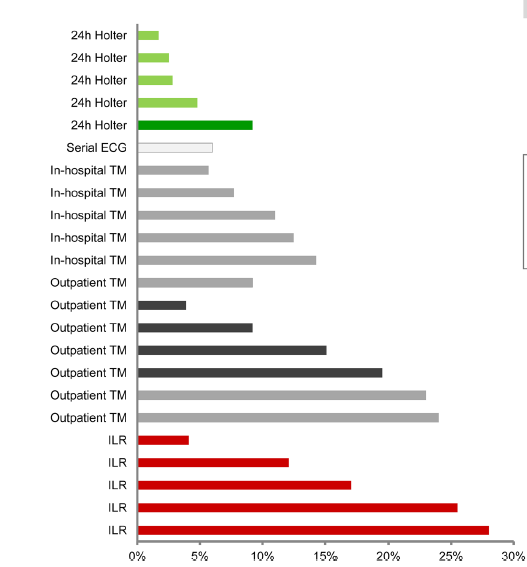 24h Holter
24h Holter
24h Holter
24h Holter
24h Holter
Serial ECG
In-hospital TM
In-hospital TM
In-hospital TM
In-hospital TM
In-hospital TM
Outpatient TM
Outpatient TM
Outpatient TM
Outpatient TM
Outpatient TM
Outpatient TM
Outpatient TM
ILR
ILR
ILR
ILR
ILR
0% 5% 10% 15% 20% 25% 30%